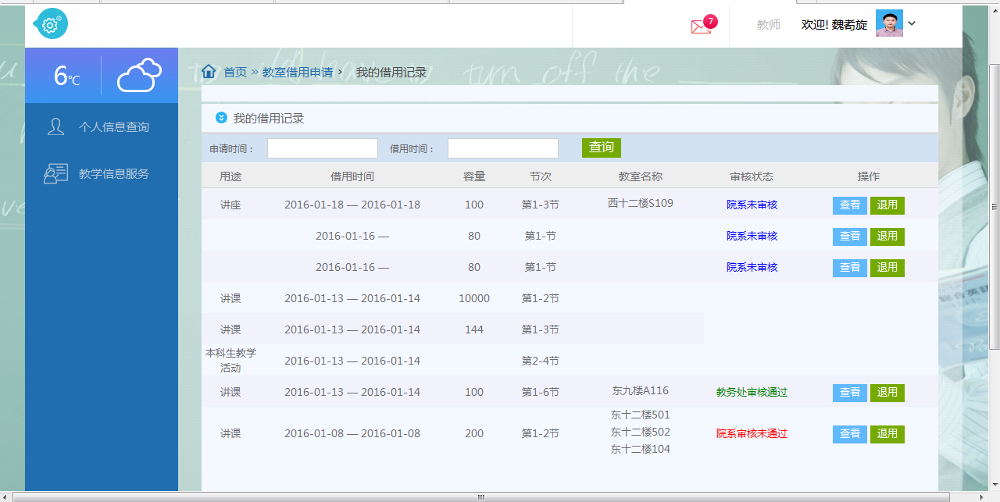 7
教师
欢迎! 魏耉旋
6℃
首页 » 教室借用申请 › 我的借用记录
turn off the
个人信息查询
教学信息服务
我的借用记录
申请时间： 借用时间： 查询
用途 借用时间 容量 节次 教室名称 审核状态 操作
讲座 2016-01-18 — 2016-01-18 100 第1-3节 西十二楼S109 院系未审核 查看 退用
2016-01-16 — 80 第1-节 院系未审核 查看 退用
2016-01-16 — 80 第1-节 院系未审核 查看 退用
讲课 2016-01-13 — 2016-01-14 10000 第1-2节
讲课 2016-01-13 — 2016-01-14 144 第1-3节
本科生教学
活动 2016-01-13 — 2016-01-14 第2-4节
讲课 2016-01-13 — 2016-01-14 100 第1-6节 东九楼A116 教务处审核通过 查看 退用
东十二楼501
讲课 2016-01-08 — 2016-01-08 200 第1-2节 东十二楼502 院系审核未通过 查看 退用
东十二楼104